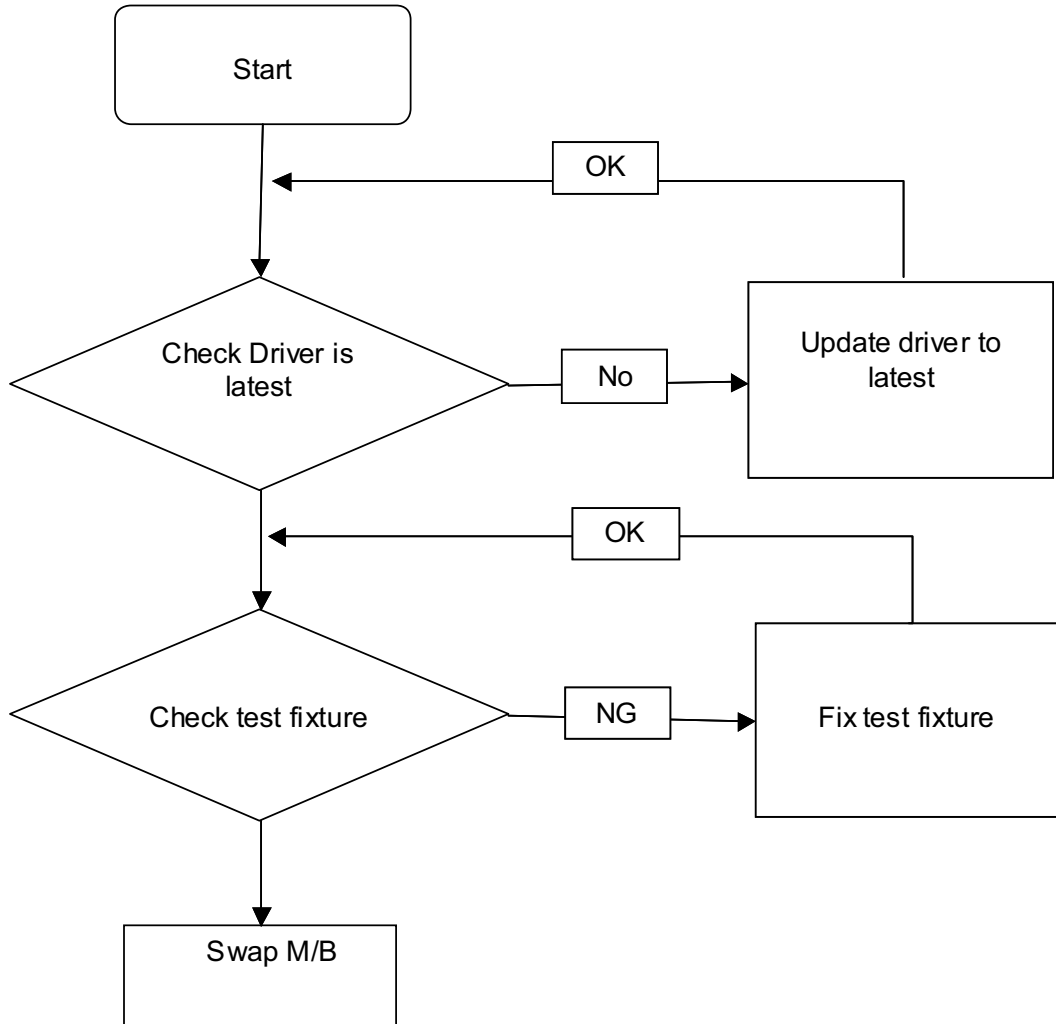 Start
OK
Check Driver is
latest
No
Update driver to
latest
OK
Check test fixture
NG
Fix test fixture
Swap M/B